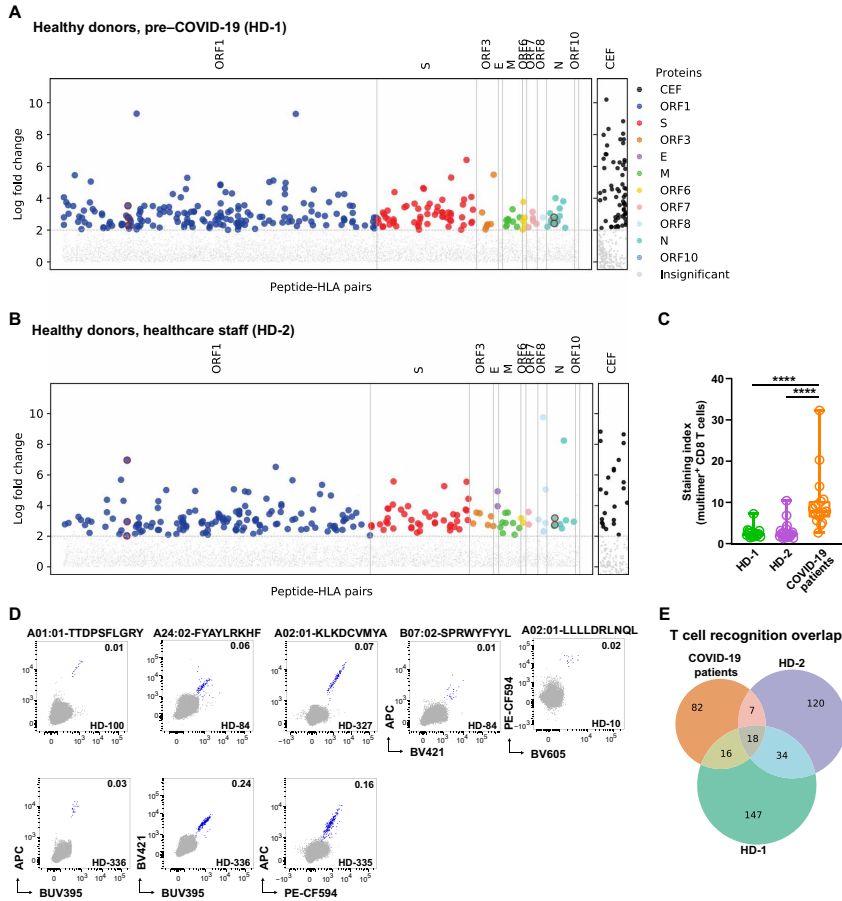 A
Healthy donors, pre–COVID-19 (HD-1)
ORF1
S
ORF3
E
M
ORF6
ORF7
ORF8
N
ORF10
CEF
Log fold change
10
8
6
4
2
0
Peptide-HLA pairs
Proteins
CEF
ORF1
S
ORF3
E
M
ORF6
ORF7
ORF8
N
ORF10
Insignificant
B
Healthy donors, healthcare staff (HD-2)
ORF1
S
ORF3
E
M
ORF6
ORF7
ORF8
N
ORF10
CEF
Log fold change
10
8
6
4
2
0
Peptide-HLA pairs
C
Staining index
(multimer+ CD8 T cells)
40
30
20
10
0
****
****
HD-1
HD-2
COVID-19
patients
D
A01:01-TTDPSFLGRY
0.01
HD-100
A24:02-FYAYLRKHF
0.06
HD-84
A02:01-KLKDCVMYA
0.07
HD-327
B07:02-SPRWYFYYL
0.01
HD-84
APC
BV421
A02:01-LLLLDRLNQL
0.02
HD-10
PE-CF594
BV605
0.03
HD-336
APC
BUV395
0.24
HD-336
BV421
BUV395
0.16
HD-335
APC
PE-CF594
E
T cell recognition overlap
COVID-19
patients
HD-2
82
7
120
18
16
34
147
HD-1